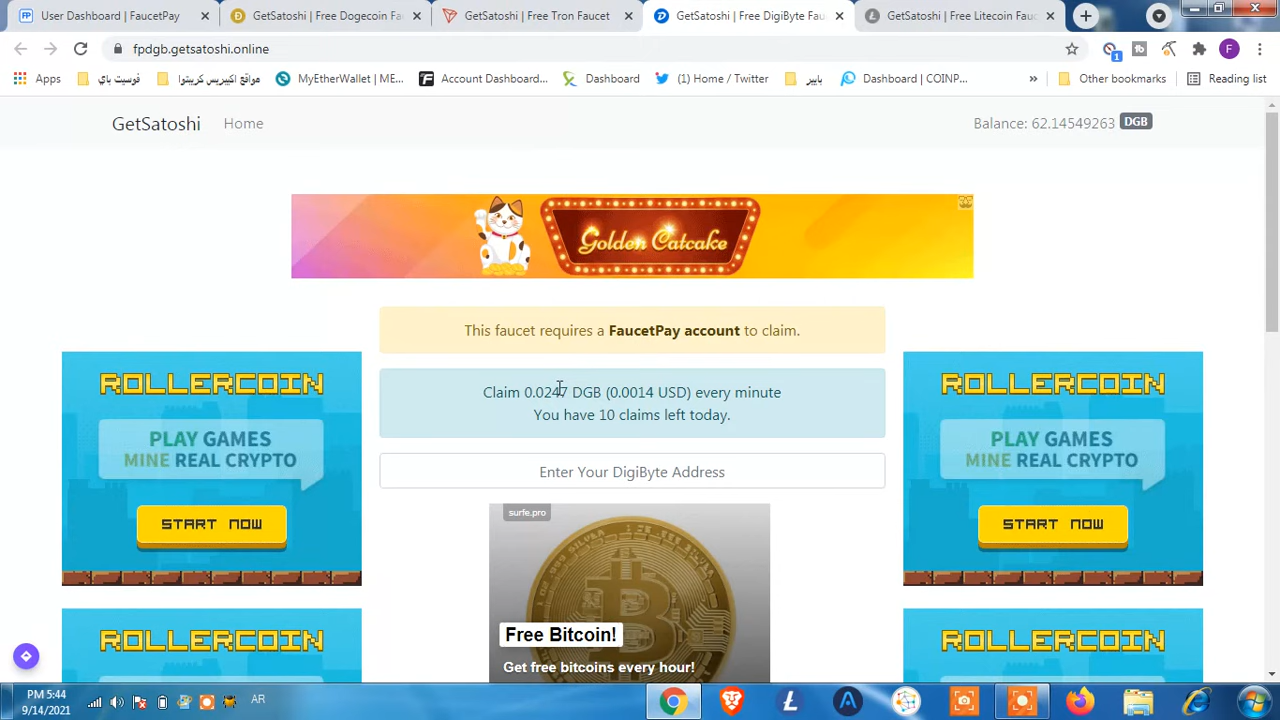 User Dashboard | FaucetPay
GetSatoshi | Free Dogecoin Fa
GetSatoshi | Free Tron Faucet
GetSatoshi | Free DigiByte Fau
GetSatoshi | Free Litecoin Fau
fpdgb.getsatoshi.online
1
F
Apps
فوسيت باي
مواقع اكبيريس كريبتوا
MyEtherWallet | ME...
Account Dashboard...
Dashboard
(1) Home / Twitter
بايير
Dashboard | COINP...
»
Other bookmarks
Reading list
GetSatoshi
Home
Balance: 62.14549263 DGB
Golden Catcake
This faucet requires a FaucetPay account to claim.
Claim 0.0247 DGB (0.0014 USD) every minute
You have 10 claims left today.
Enter Your DigiByte Address
ROLLERCOIN
PLAY GAMES
MINE REAL CRYPTO
START NOW
ROLLERCOIN
surfe.pro
Free Bitcoin!
Get free bitcoins every hour!
ROLLERCOIN
PLAY GAMES
MINE REAL CRYPTO
START NOW
ROLLERCOIN
PM 5:44
9/14/2021
AR